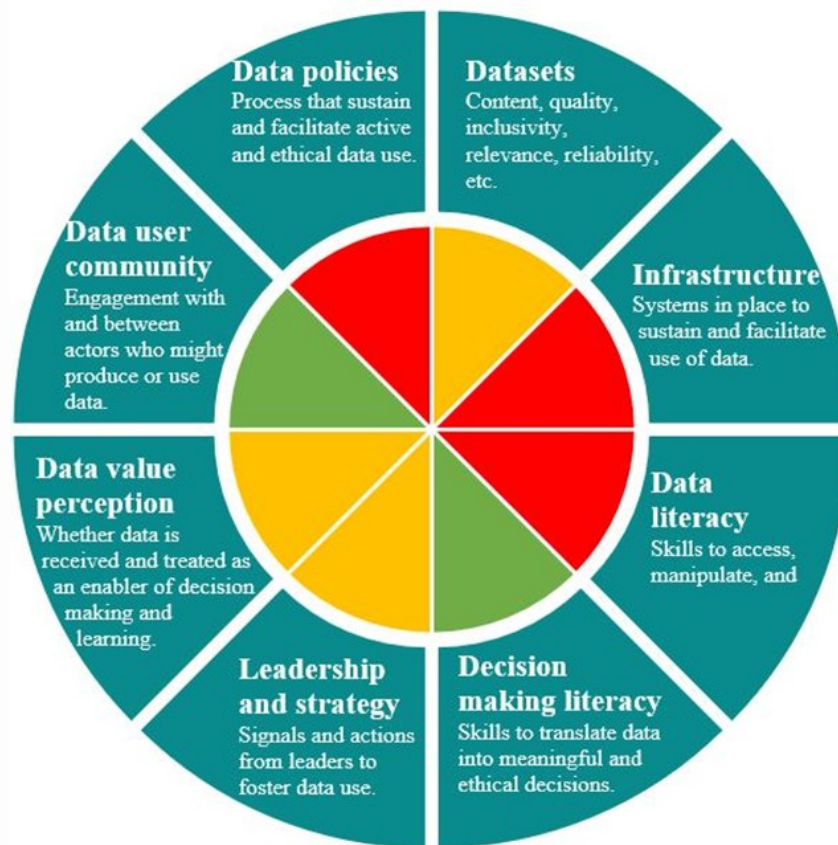 Data policies
Process that sustain
and facilitate active
and ethical data use.
Datasets
Content, quality,
inclusivity,
relevance, reliability,
etc.
Infrastructure
Systems in place to
sustain and facilitate
use of data.
Data
literacy
Skills to access,
manipulate, and
Decision
making literacy
Skills to translate data
into meaningful and
ethical decisions.
Leadership
and strategy
Signals and actions
from leaders to
foster data use.
Data value
perception
Whether data is
received and treated as
an enabler of decision
making and
learning.
Data user
community
Engagement with
and between
actors who might
produce or use
data.